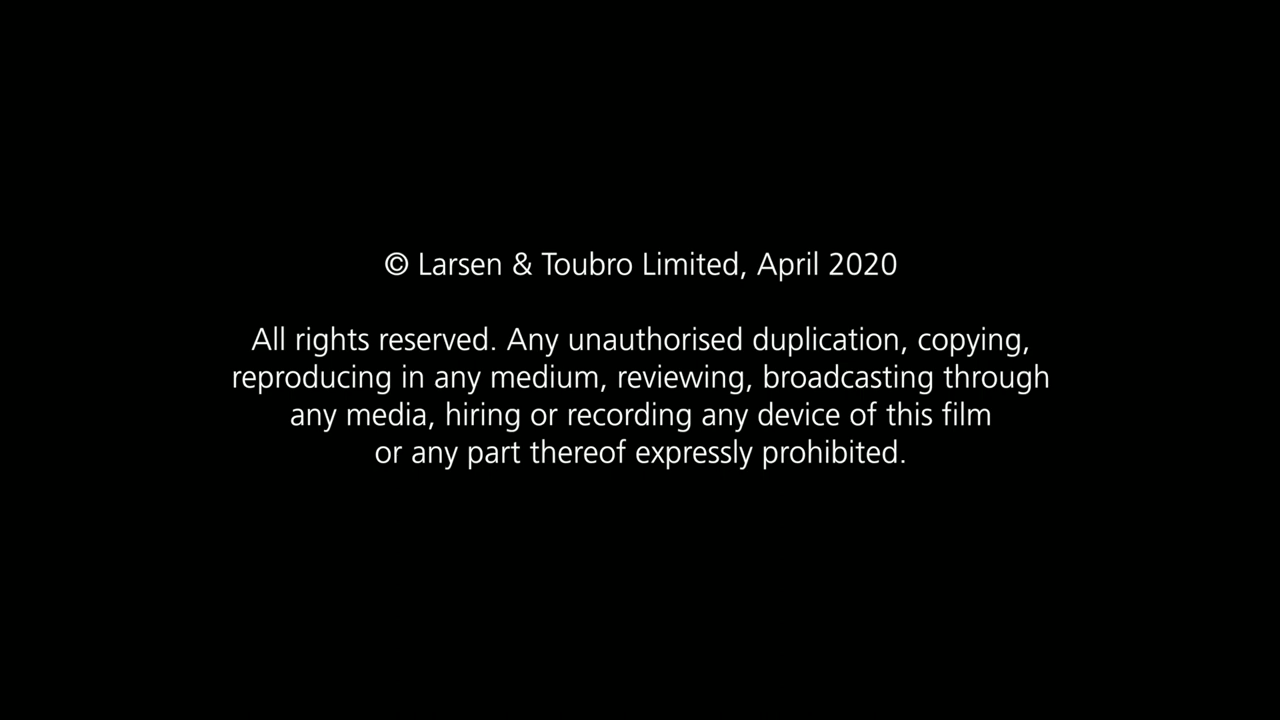 © Larsen & Toubro Limited, April 2020
All rights reserved. Any unauthorised duplication, copying,
reproducing in any medium, reviewing, broadcasting through
any media, hiring or recording any device of this film
or any part thereof expressly prohibited.